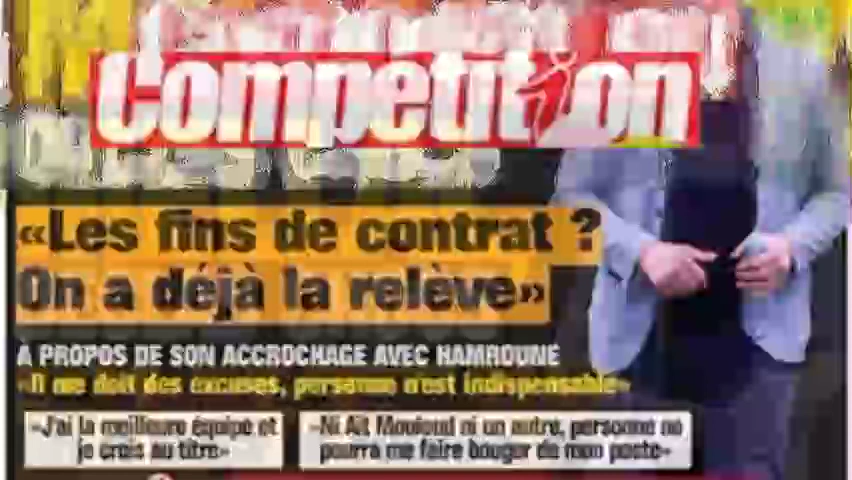 Compétition
«Les fins de contrat ?
On a déjà la relève»
A PROPOS DE SON ACCROCHAGE AVEC HAMROUNE
«Il me doit des excuses, personne n'est indispensable»
«J'ai la meilleure équipe et
je crois au titre»
«Ni Aït Mouloud ni un autre, personne ne
pourra me faire bouger de mon poste»